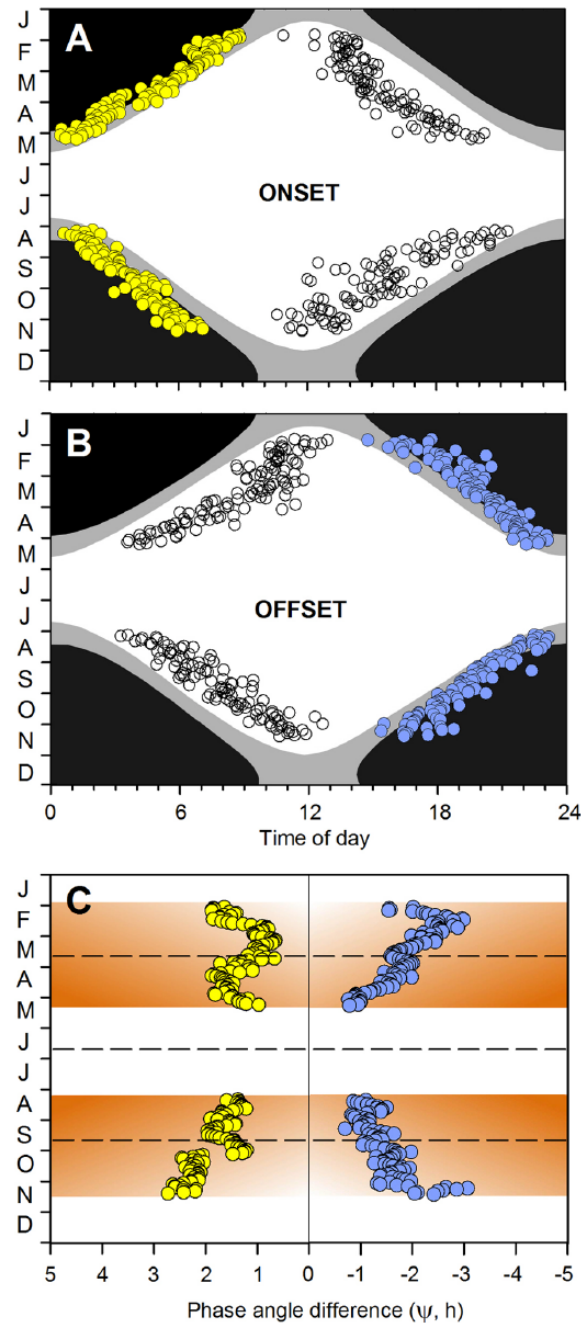 A
J
F
M
A
M
J
J
A
S
O
N
D
ONSET
B
J
F
M
A
M
J
J
A
S
O
N
D
OFFSET
0 6 12 18 24
Time of day
C
J
F
M
A
M
J
J
A
S
O
N
D
5 4 3 2 1 0 -1 -2 -3 -4 -5
Phase angle difference (ψ, h)